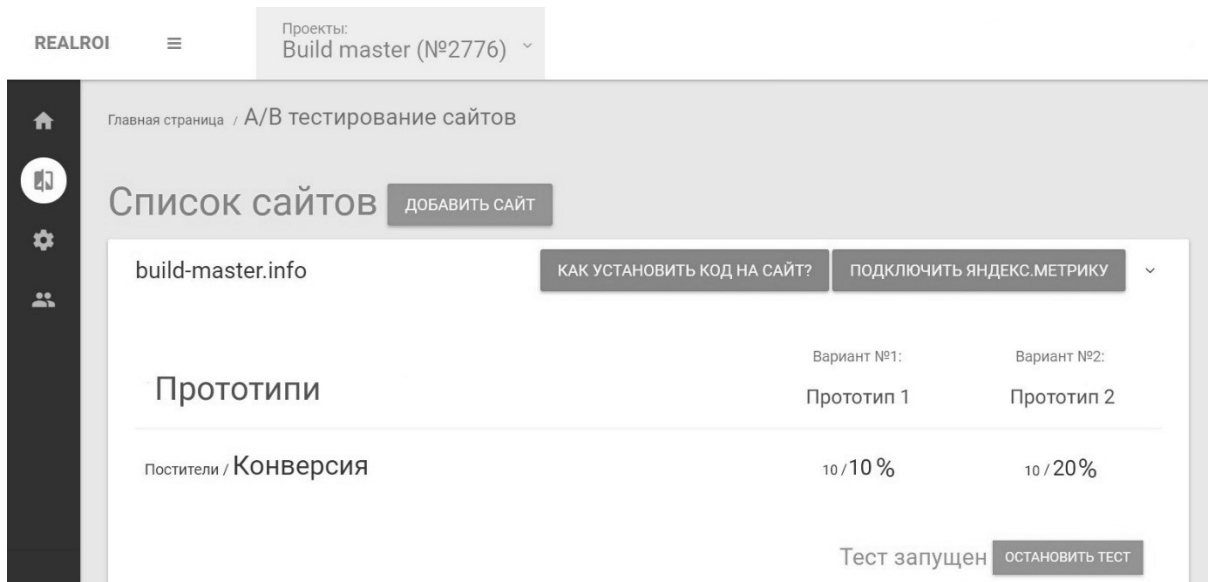 REALROI
Проекты:
Build master (№2776)
Главная страница / А/В тестирование сайтов
Список сайтов ДОБАВИТЬ САЙТ
build-master.info КАК УСТАНОВИТЬ КОД НА САЙТ? ПОДКЛЮЧИТЬ ЯНДЕКС.МЕТРИКУ
Вариант №1: Вариант №2:
Прототипи Прототип 1 Прототип 2
Постители / Конверсия 10 / 10 % 10 / 20%
Тест запущен ОСТАНОВИТЬ ТЕСТ